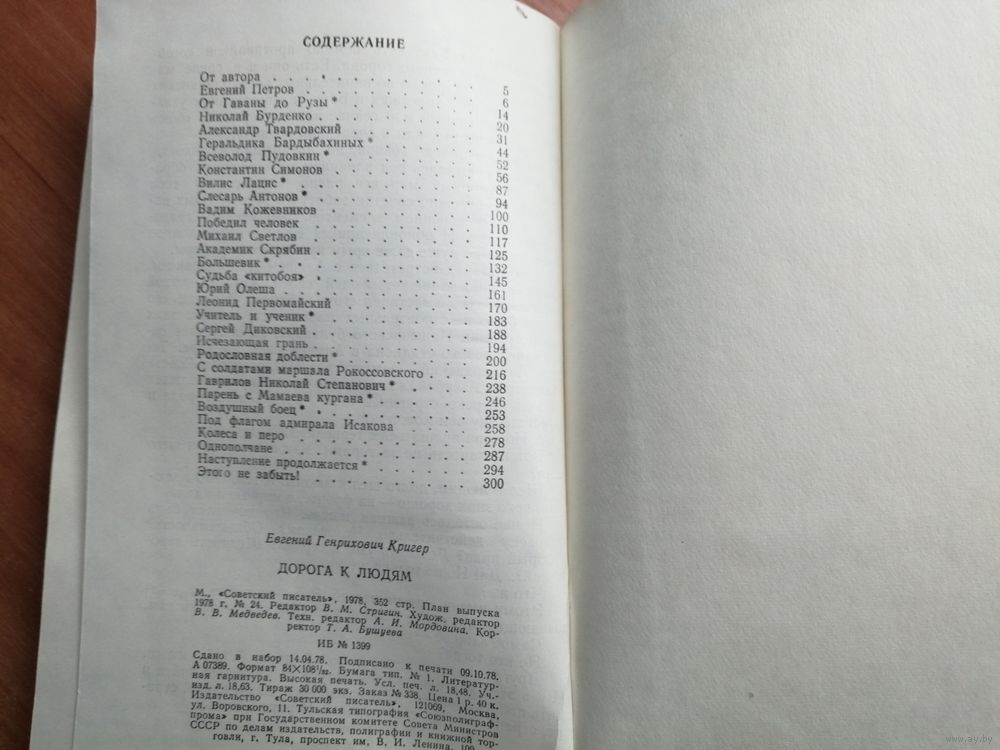 СОДЕРЖАНИЕ
От автора . . . . . . . . . . 5
Евгений Петров . . . . . . . . 6
От Гаваны до Рузы * . . . . . . 14
Николай Бурденко . . . . . . . 20
Александр Твардовский . . . . . 31
Геральдика Бардыбахиных * . . . . 44
Всеволод Пудовкин * . . . . . . 52
Константин Симонов . . . . . . 56
Вилис Лацис * . . . . . . . . 87
Слесарь Антонов * . . . . . . . 94
Вадим Кожевников . . . . . . . 100
Победил человек . . . . . . . 110
Михаил Светлов . . . . . . . . 117
Академик Скрябин . . . . . . . 125
Большевик * . . . . . . . . . 132
Судьба «китобоя» . . . . . . . 145
Юрий Олеша . . . . . . . . . 161
Леонид Первомайский . . . . . . 170
Учитель и ученик * . . . . . . 183
Сергей Диковский . . . . . . . 188
Исчезающая грань . . . . . . . 194
Родословная доблести * . . . . . 200
С солдатами маршала Рокоссовского . . . 216
Гаврилов Николай Степанович * . . . 238
Парень с Мамаева кургана * . . . . 246
Воздушный боец * . . . . . . . 253
Под флагом адмирала Исакова . . . . 258
Колеса и перо . . . . . . . . 278
Однополчане . . . . . . . . . 287
Наступление продолжается * . . . . 294
Этого не забыть! . . . . . . . 300
Евгений Генрихович Кригер
ДОРОГА К ЛЮДЯМ
М., «Советский писатель», 1978, 352 стр. План выпуска
1978 г. № 24. Редактор В. М. Стригин. Худож. редактор
В. В. Медведев. Техн. редактор А. И. Мордовина. Кор-
ректор Т. А. Бушуева
ИБ № 1399
Сдано в набор 14.04.78. Подписано к печати 09.10.78.
А 07389. Формат 84×108¹/₃₂. Бумага тип. № 1. Литератур-
ная гарнитура. Высокая печать. Усл. печ. л. 18,48. Уч.-
изд. л. 18,63. Тираж 30 000 экз. Заказ № 338. Цена 1 р. 40 к.
Издательство «Советский писатель», 121069, Москва,
ул. Воровского, 11. Тульская типография «Союзполиграф-
прома» при Государственном комитете Совета Министров
СССР по делам издательств, полиграфии и книжной тор-
говли, г. Тула, проспект им. В. И. Ленина, 109
www.ay.by